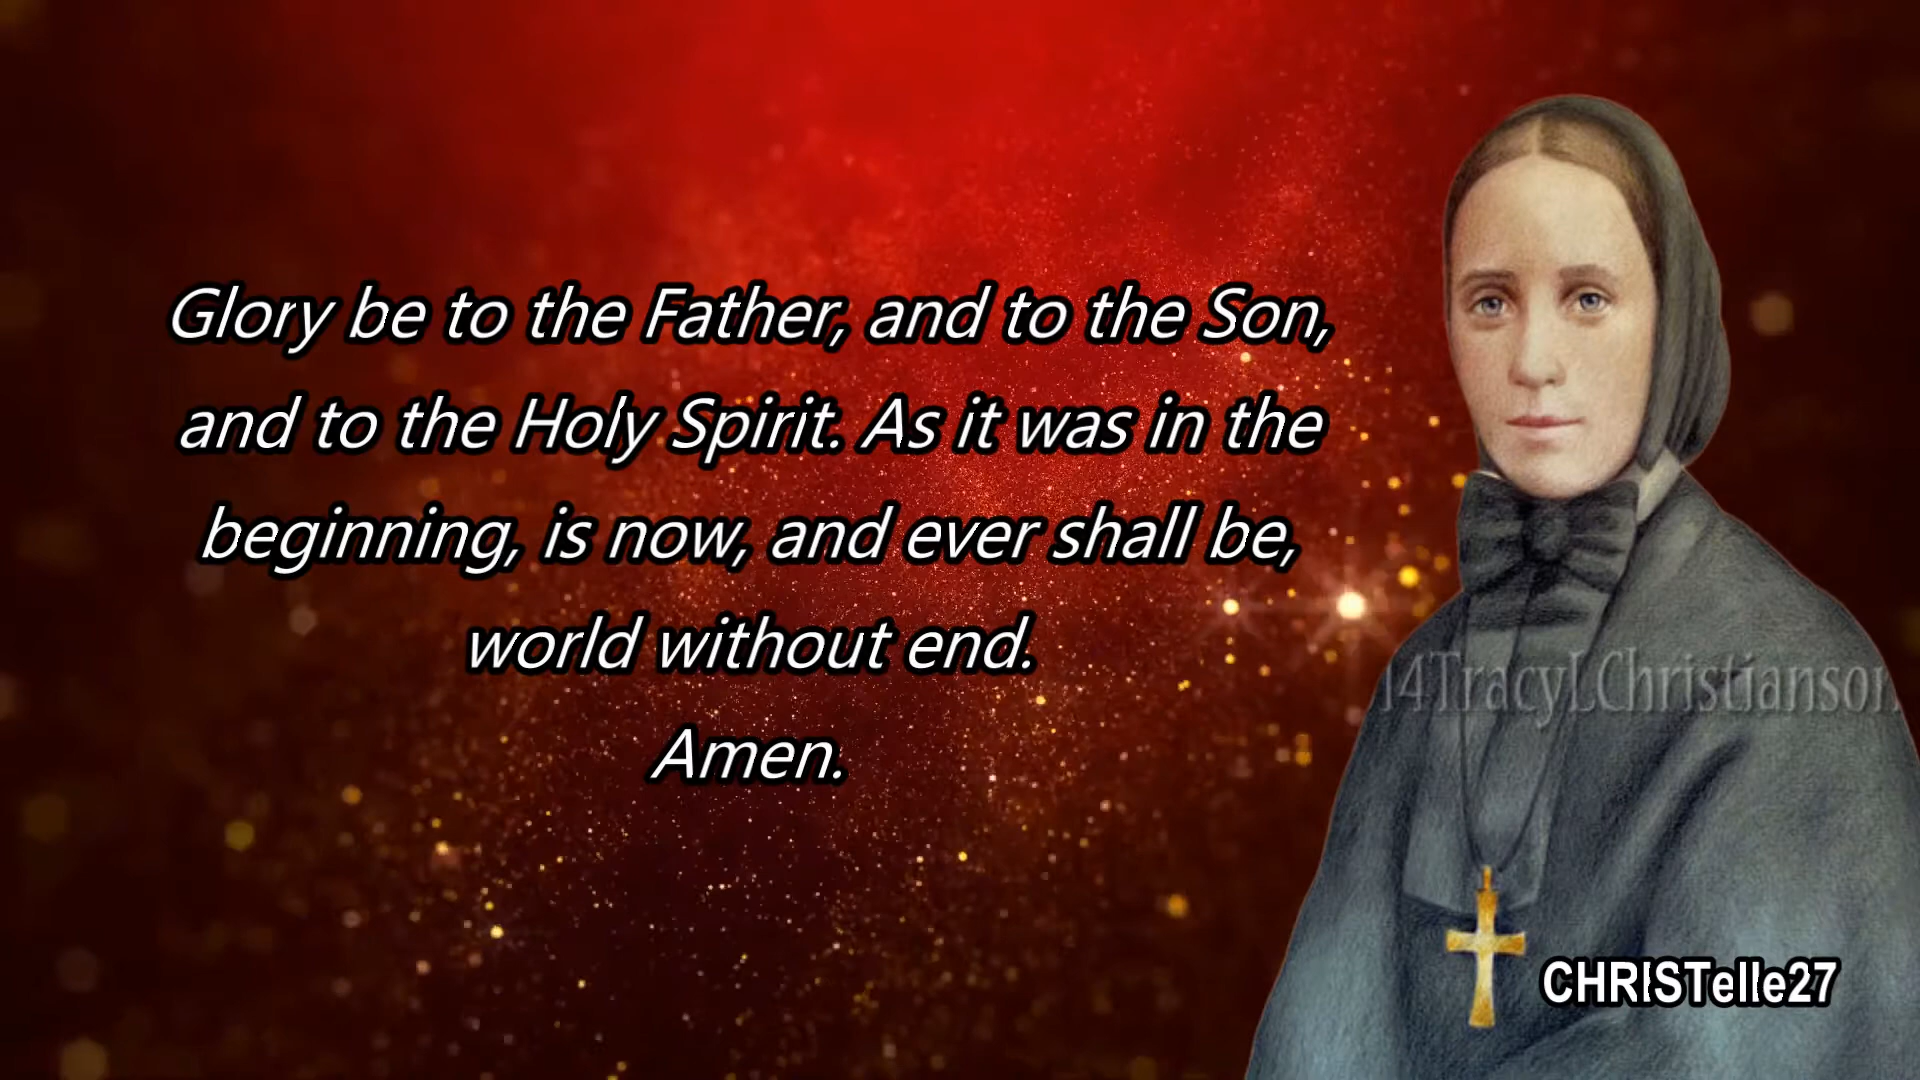 Glory be to the Father, and to the Son,
and to the Holy Spirit. As it was in the
beginning, is now, and ever shall be,
world without end.
Amen.
14TracyLChristianson
CHRISTelle27